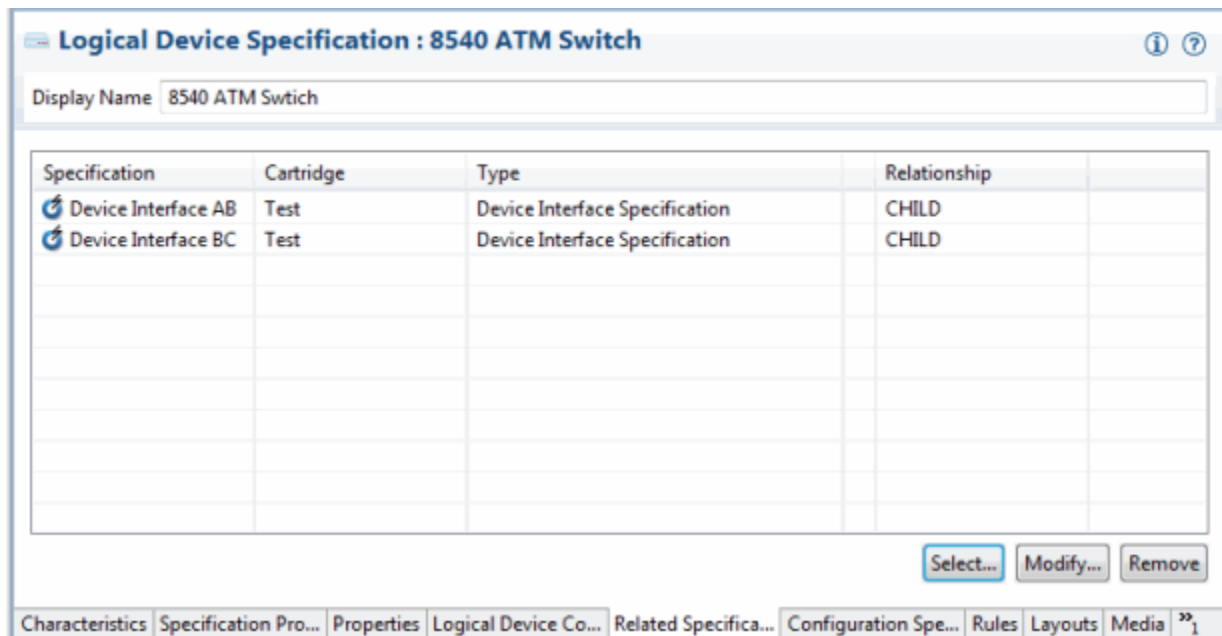 Logical Device Specification : 8540 ATM Switch
Display Name 8540 ATM Swtich
Specification Cartridge Type Relationship
Device Interface AB Test Device Interface Specification CHILD
Device Interface BC Test Device Interface Specification CHILD
Select... Modify... Remove
Characteristics Specification Pro... Properties Logical Device Co... Related Specifica... Configuration Spe... Rules Layouts Media »1